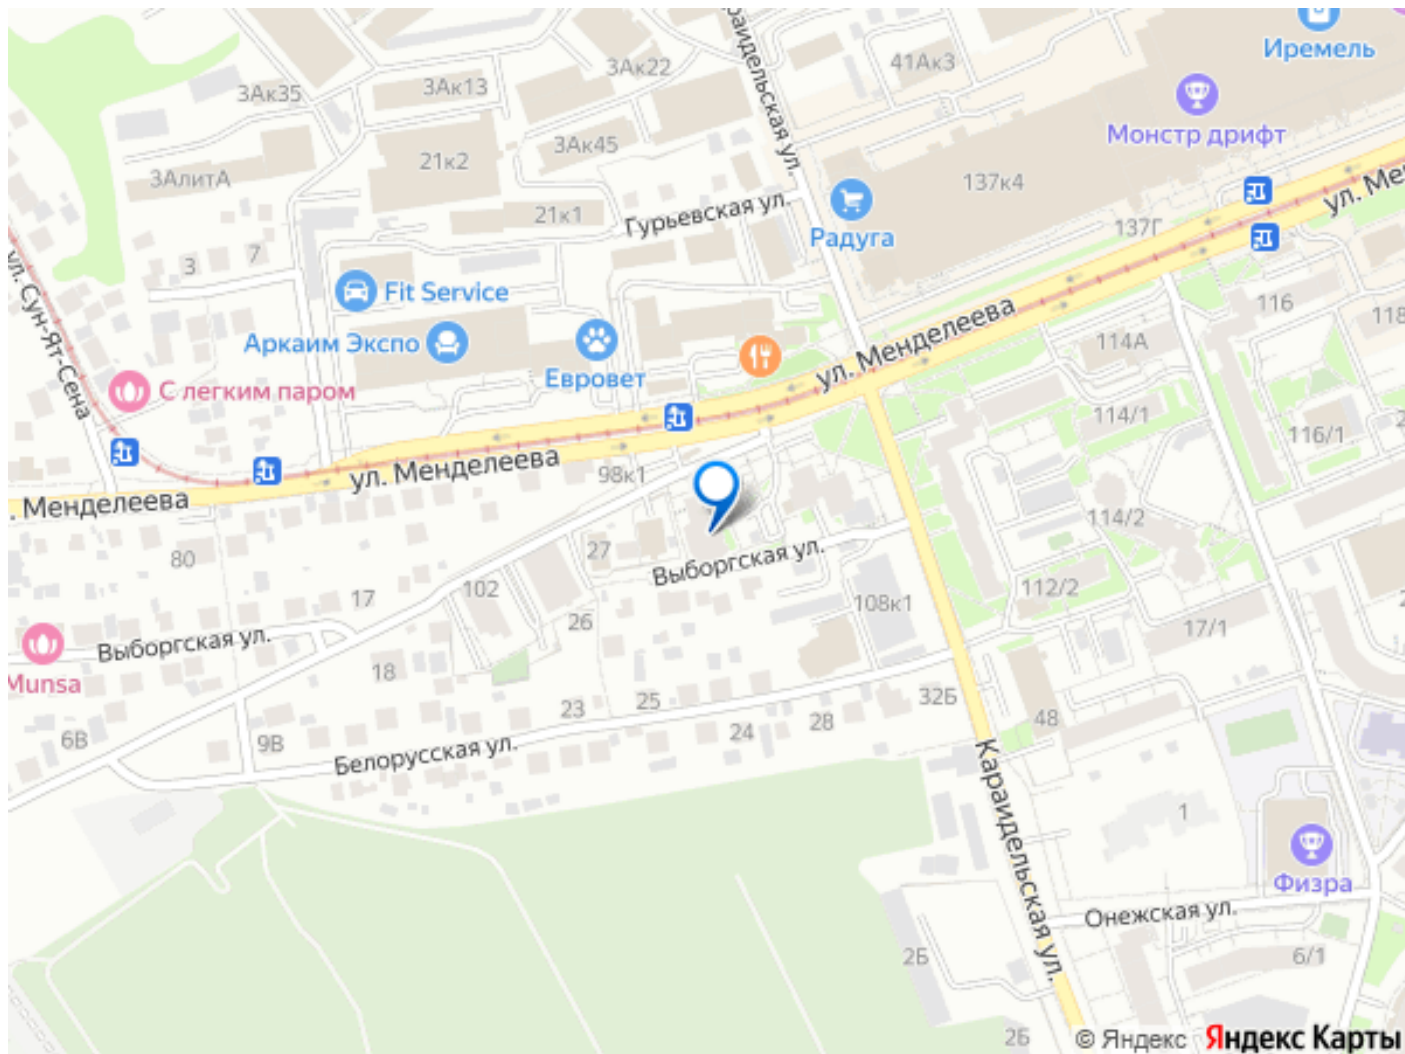 Иремель
41Ак3
3Ак22
3Ак13
3Ак35
Монстр дрифт
3Ак45
21к2
3АлитА
137к4
Гурьевская ул.
21к1
137Г
Радуга
7
3
Fit Service
116
118
Аркаим Экспо
ул. Менделеева
114А
ул. Сун-Ят-Сена
Евровет
С легким паром
114/1
116/1
ул. Менделеева
98к1
. Менделеева
114/2
80
27
Выборгская ул.
102
17
112/2
108к1
26
17/1
Выборгская ул.
18
Munsa
25
23
32Б
48
24
28
6В
9В
Белорусская ул.
Караидельская ул.
1
Физра
Онежская ул.
2Б
6/1
2Б
© Яндекс Яндекс Карты